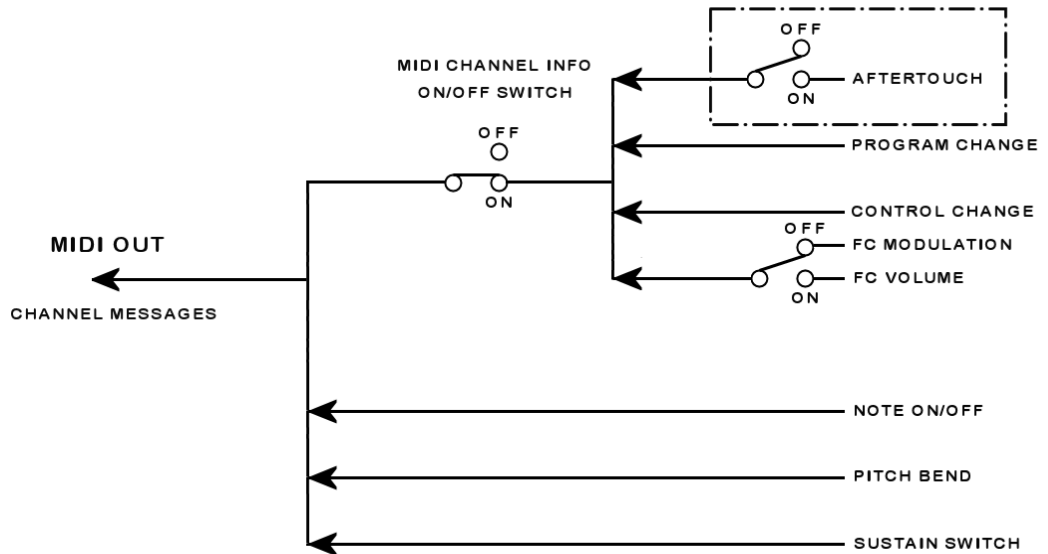 OFF
AFTERTOUCH
ON
MIDI CHANNEL INFO
ON/OFF SWITCH
OFF
ON
PROGRAM CHANGE
CONTROL CHANGE
OFF
FC MODULATION
FC VOLUME
ON
MIDI OUT
CHANNEL MESSAGES
NOTE ON/OFF
PITCH BEND
SUSTAIN SWITCH